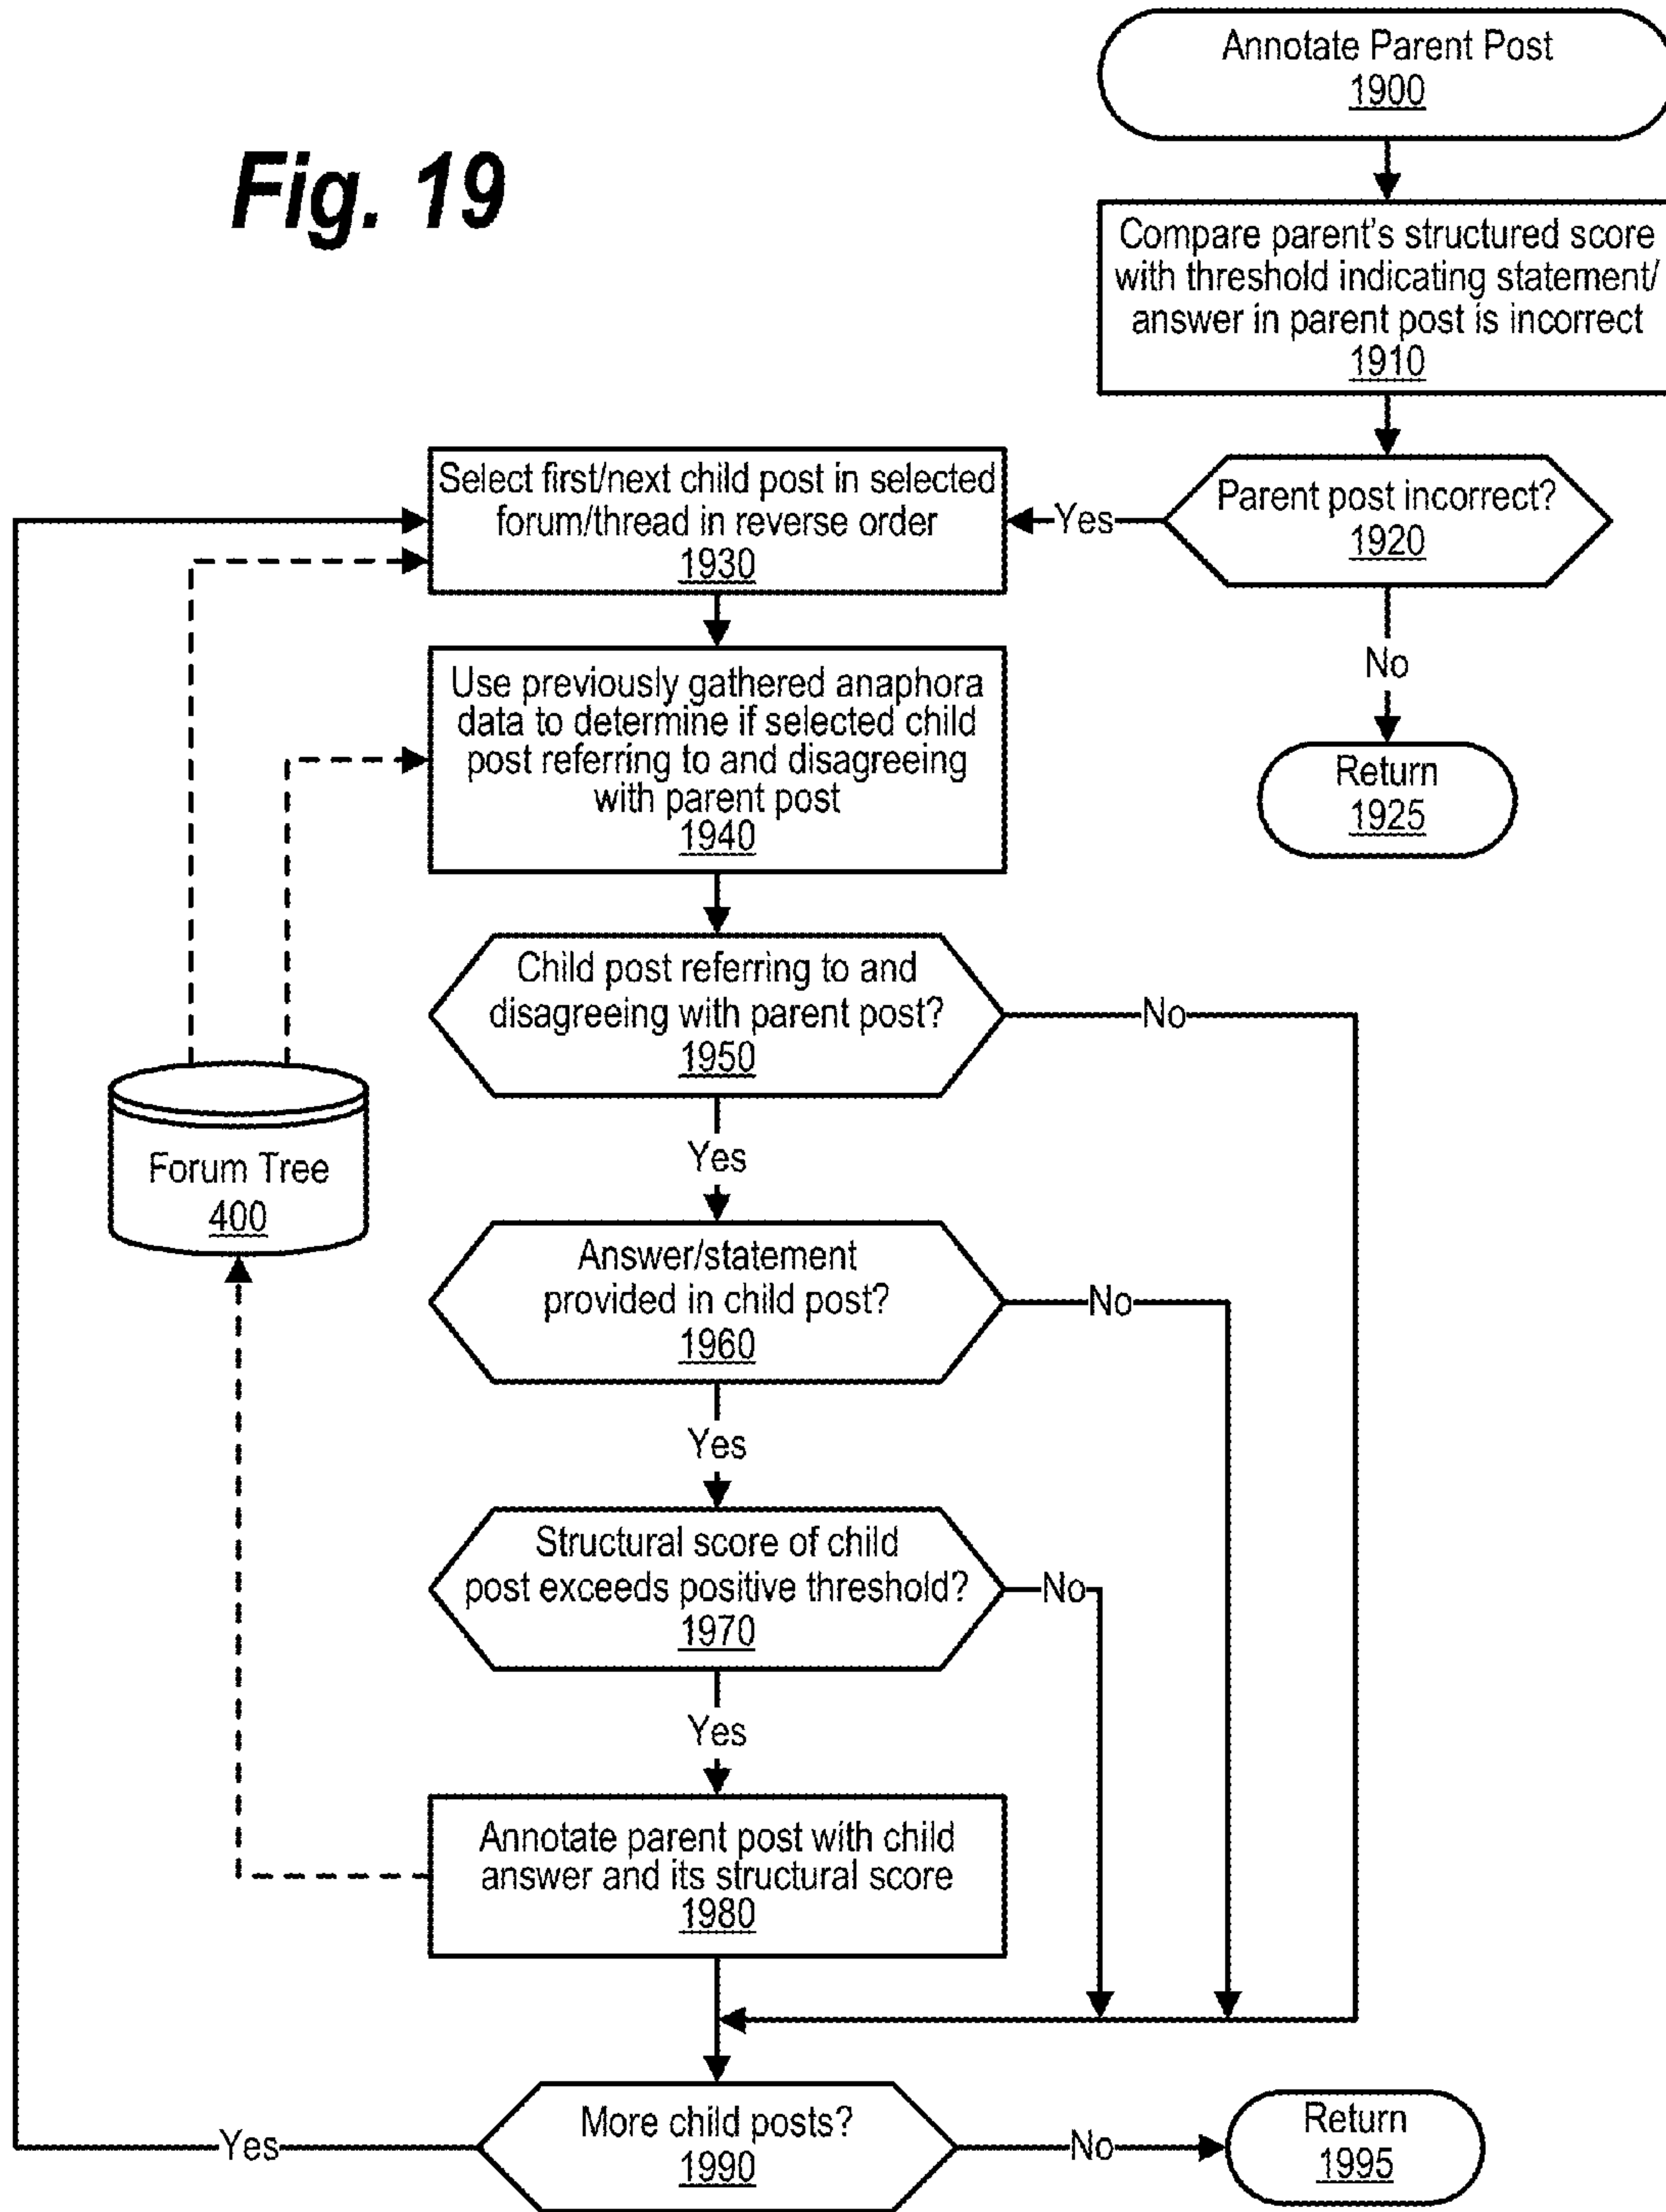 Fig. 19
Annotate Parent Post
1900
Compare parent's structured score
with threshold indicating statement/
answer in parent post is incorrect
1910
Parent post incorrect?
1920
Yes
No
Return
1925
Select first/next child post in selected
forum/thread in reverse order
1930
Use previously gathered anaphora
data to determine if selected child
post referring to and disagreeing
with parent post
1940
Child post referring to and
disagreeing with parent post?
1950
No
Yes
Forum Tree
400
Answer/statement
provided in child post?
1960
No
Yes
Structural score of child
post exceeds positive threshold?
1970
No
Yes
Annotate parent post with child
answer and its structural score
1980
More child posts?
1990
Yes
No
Return
1995